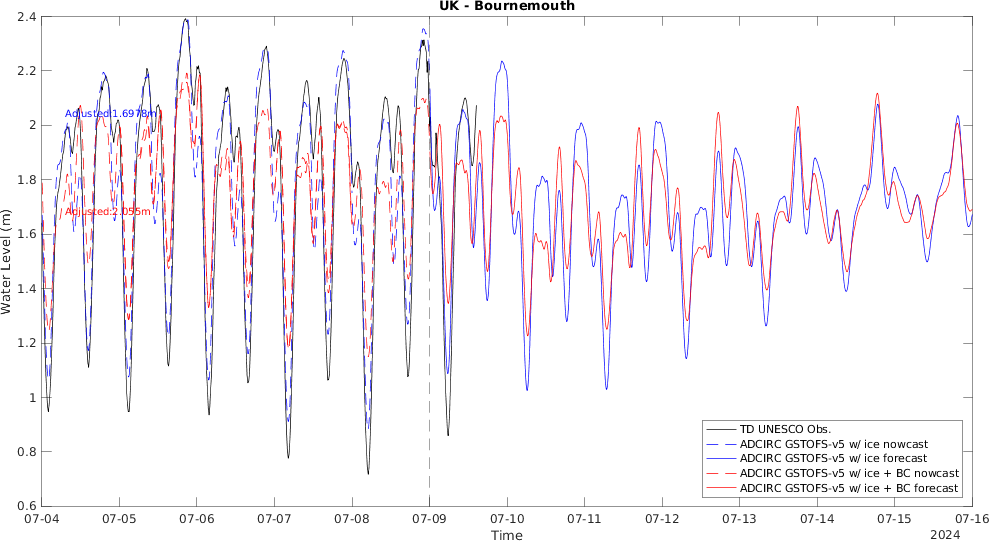 UK - Bournemouth
2.4
2.2
2
1.8
1.6
1.4
1.2
1
0.8
0.6
Water Level (m)
Adjusted:1.6978m
Adjusted:2.055m
TD UNESCO Obs.
ADCIRC GSTOFS-v5 w/ ice nowcast
ADCIRC GSTOFS-v5 w/ ice forecast
ADCIRC GSTOFS-v5 w/ ice + BC nowcast
ADCIRC GSTOFS-v5 w/ ice + BC forecast
07-04 07-05 07-06 07-07 07-08 07-09 07-10 07-11 07-12 07-13 07-14 07-15 07-16
Time
2024